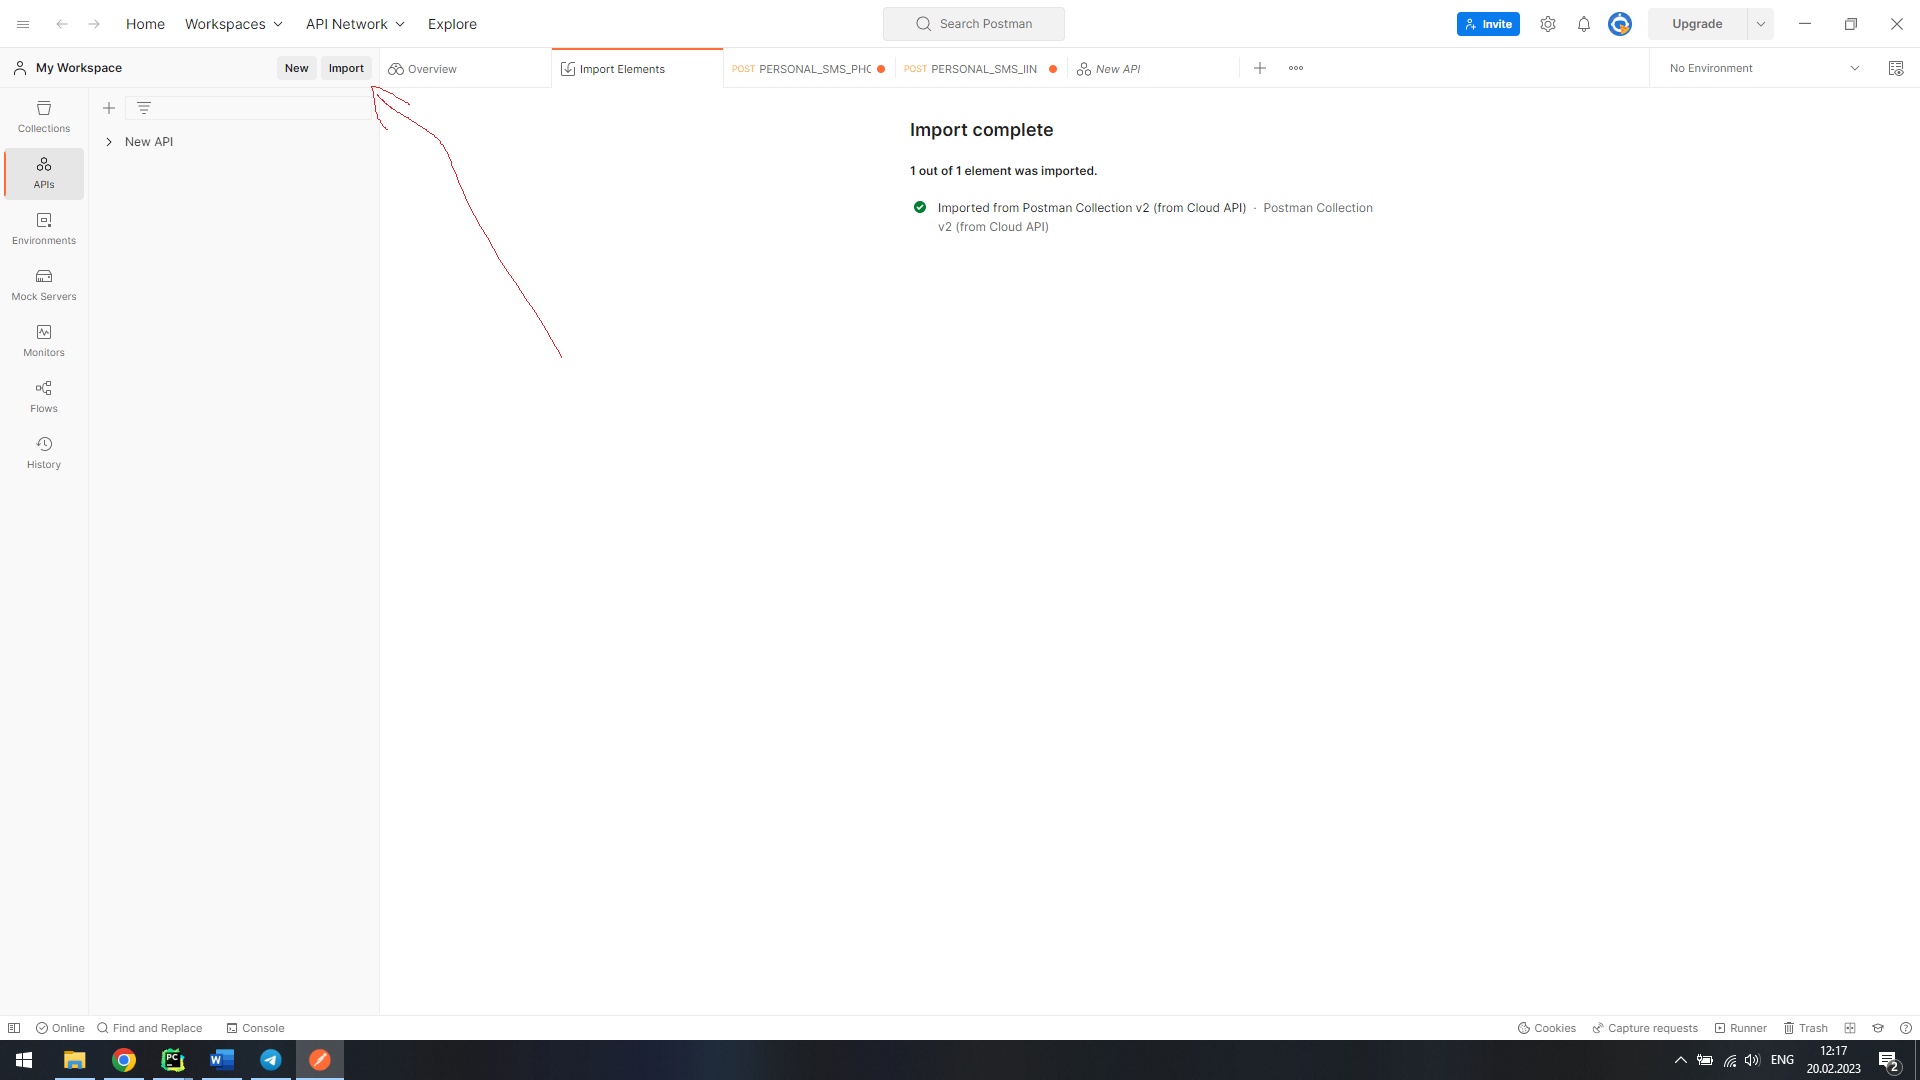 Home Workspaces API Network Explore Search Postman Invite Upgrade
My Workspace New Import Overview Import Elements POST PERSONAL_SMS_PHO POST PERSONAL_SMS_IIN New API No Environment
Collections
New API
APIs
Environments
Mock Servers
Monitors
Flows
History
Import complete
1 out of 1 element was imported.
Imported from Postman Collection v2 (from Cloud API) · Postman Collection
v2 (from Cloud API)
Online Find and Replace Console Cookies Capture requests Runner Trash
PC W ENG 12:17
20.02.2023 2